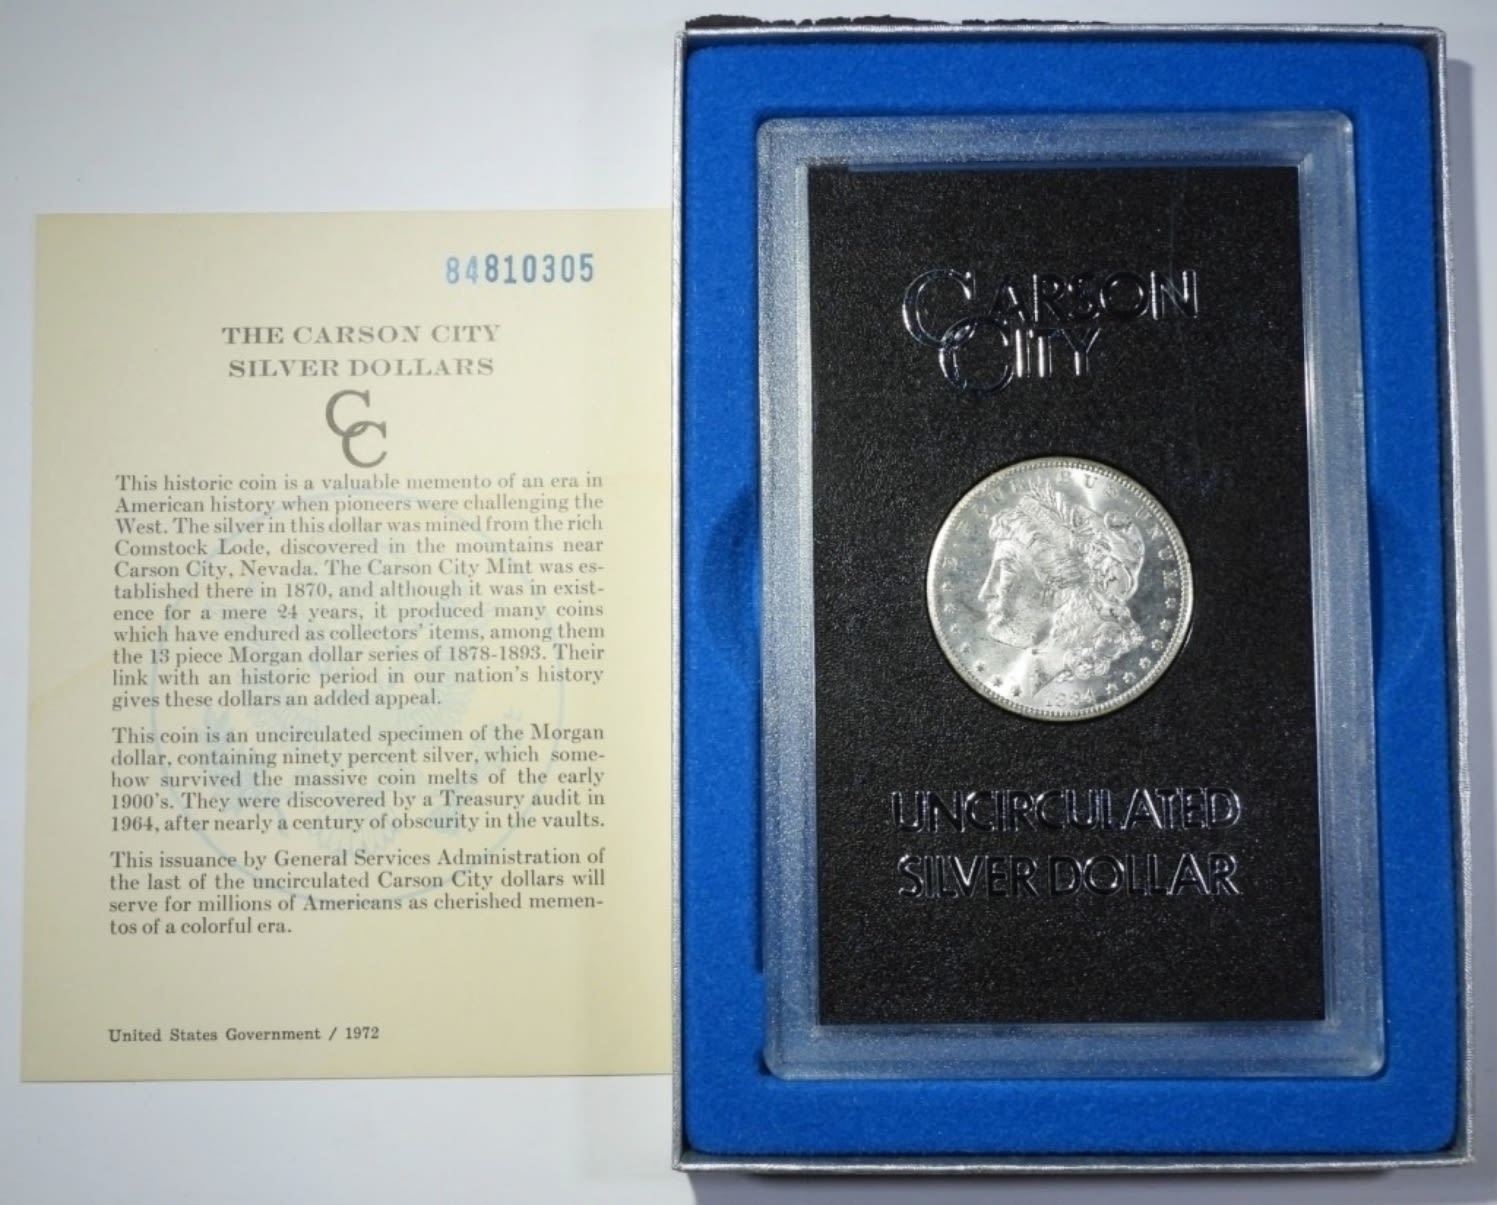 84810305
THE CARSON CITY
SILVER DOLLARS
CC
This historic coin is a valuable memento of an era in
American history when pioneers were challenging the
West. The silver in this dollar was mined from the rich
Comstock Lode, discovered in the mountains near
Carson City, Nevada. The Carson City Mint was es-
tablished there in 1870, and although it was in exist-
ence for a mere 24 years, it produced many coins
which have endured as collectors' items, among them
the 13 piece Morgan dollar series of 1878-1893. Their
link with an historic period in our nation's history
gives these dollars an added appeal.
This coin is an uncirculated specimen of the Morgan
dollar, containing ninety percent silver, which some-
how survived the massive coin melts of the early
1900's. They were discovered by a Treasury audit in
1964, after nearly a century of obscurity in the vaults.
This issuance by General Services Administration of
the last of the uncirculated Carson City dollars will
serve for millions of Americans as cherished memen-
tos of a colorful era.
United States Government / 1972
CARSON
CITY
E·PLURIBUS·UNUM
1884
UNCIRCULATED
SILVER DOLLAR